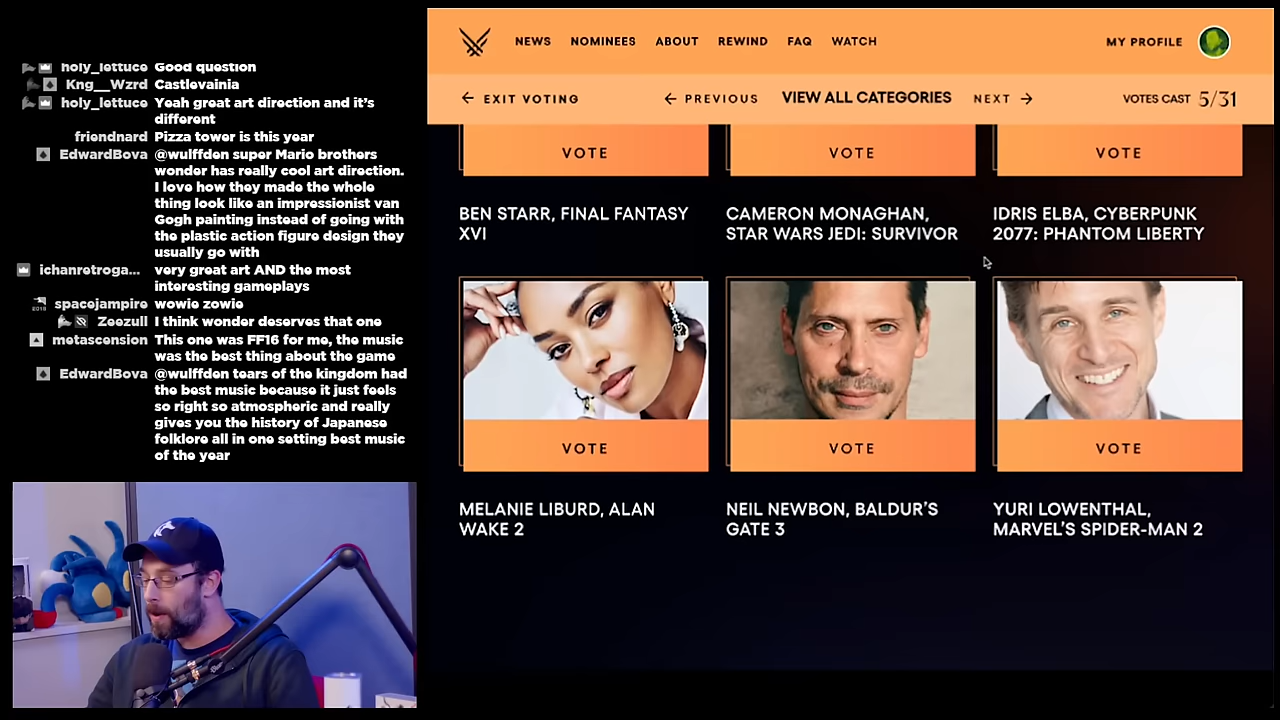 holy_lettuce Good question
Kng__Wzrd Castlevainia
holy_lettuce Yeah great art direction and it's
different
friendnard Pizza tower is this year
EdwardBova @wulffden super Mario brothers
wonder has really cool art direction.
I love how they made the whole
thing look like an impressionist van
Gogh painting instead of going with
the plastic action figure design they
usually go with
ichanretroga... very great art AND the most
interesting gameplays
spacejampire wowie zowie
Zeezull I think wonder deserves that one
metascension This one was FF16 for me, the music
was the best thing about the game
EdwardBova @wulffden tears of the kingdom had
the best music because it just feels
so right so atmospheric and really
gives you the history of Japanese
folklore all in one setting best music
of the year
NEWS NOMINEES ABOUT REWIND FAQ WATCH MY PROFILE
← EXIT VOTING ← PREVIOUS VIEW ALL CATEGORIES NEXT → VOTES CAST 5/31
VOTE VOTE VOTE
BEN STARR, FINAL FANTASY
XVI
CAMERON MONAGHAN,
STAR WARS JEDI: SURVIVOR
IDRIS ELBA, CYBERPUNK
2077: PHANTOM LIBERTY
VOTE VOTE VOTE
MELANIE LIBURD, ALAN
WAKE 2
NEIL NEWBON, BALDUR'S
GATE 3
YURI LOWENTHAL,
MARVEL'S SPIDER-MAN 2